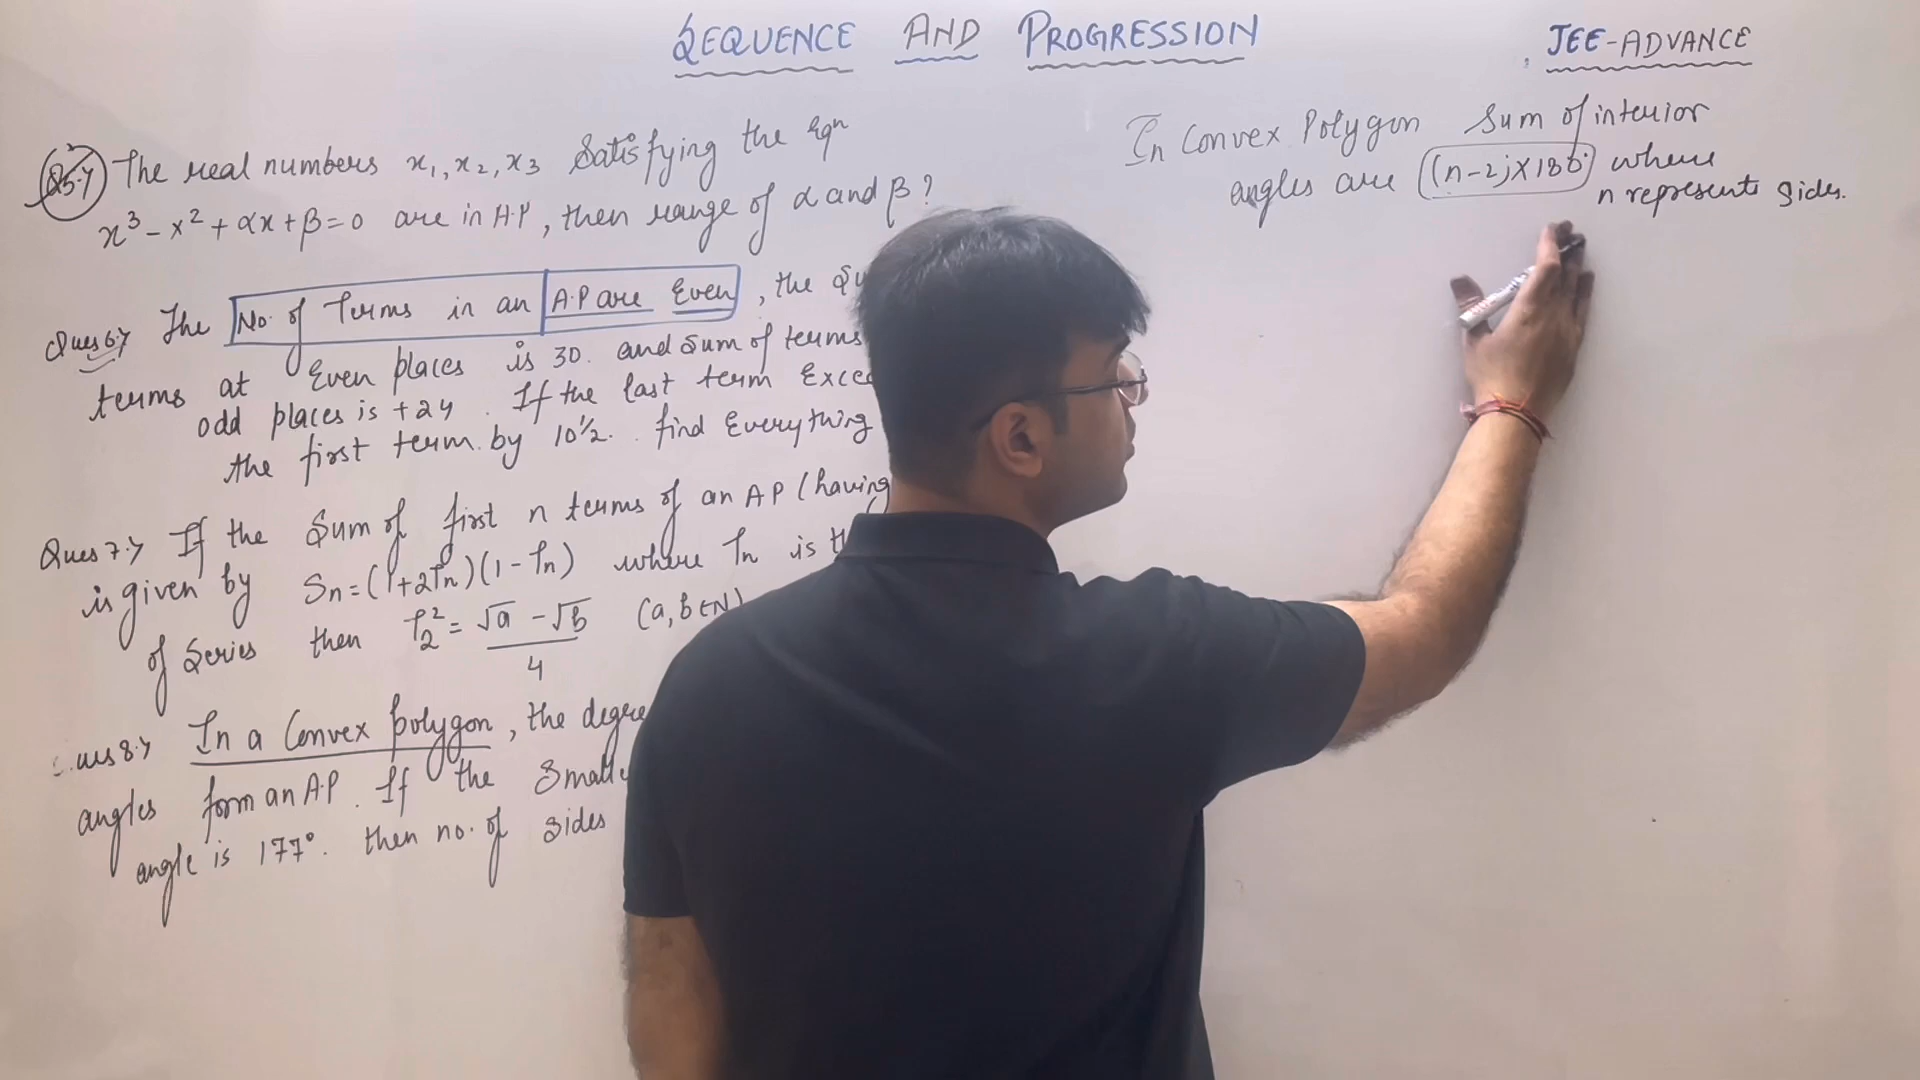 SEQUENCE AND PROGRESSION
JEE-ADVANCE
Q5.⟩ The real numbers x₁, x₂, x₃ Satisfying the Eqn
x³ - x² + αx + β = 0 are in A.P, then range of α and β?
Ques 6.⟩ The No. of Terms in an A.P are Even, the
terms at Even places is 30. and Sum of terms
odd places is +24. If the last term
the first term by 10½. find Everything
Ques 7.⟩ If the Sum of first n terms of an AP (having
is given by Sn = (1+2Tn)(1-Tn) where Tn is
of Series then T₂² = √a - √b / 4 (a, b ∈ N)
8.⟩ In a Convex polygon, the
angles form an A.P. If the
angle is 177°. then no. of sides
In Convex Polygon Sum of interior
angles are (n-2)×180° where
n represents sides.